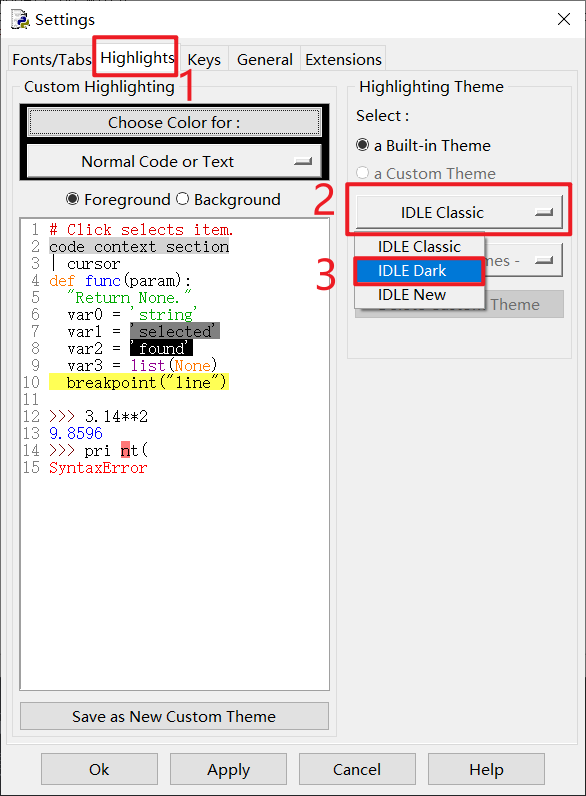 Settings
Fonts/Tabs Highlights Keys General Extensions
1
Custom Highlighting
Choose Color for :
Normal Code or Text
Foreground Background
1 # Click selects item.
2 code context section
3 | cursor
4 def func(param):
5   "Return None."
6   var0 = 'string'
7   var1 = 'selected'
8   var2 = 'found'
9   var3 = list(None)
10   breakpoint("line")
11
12 >>> 3.14**2
13 9.8596
14 >>> pri nt(
15 SyntaxError
Save as New Custom Theme
Highlighting Theme
Select :
a Built-in Theme
a Custom Theme
2
IDLE Classic
IDLE Classic
3
IDLE Dark
IDLE New
Theme
Ok Apply Cancel Help